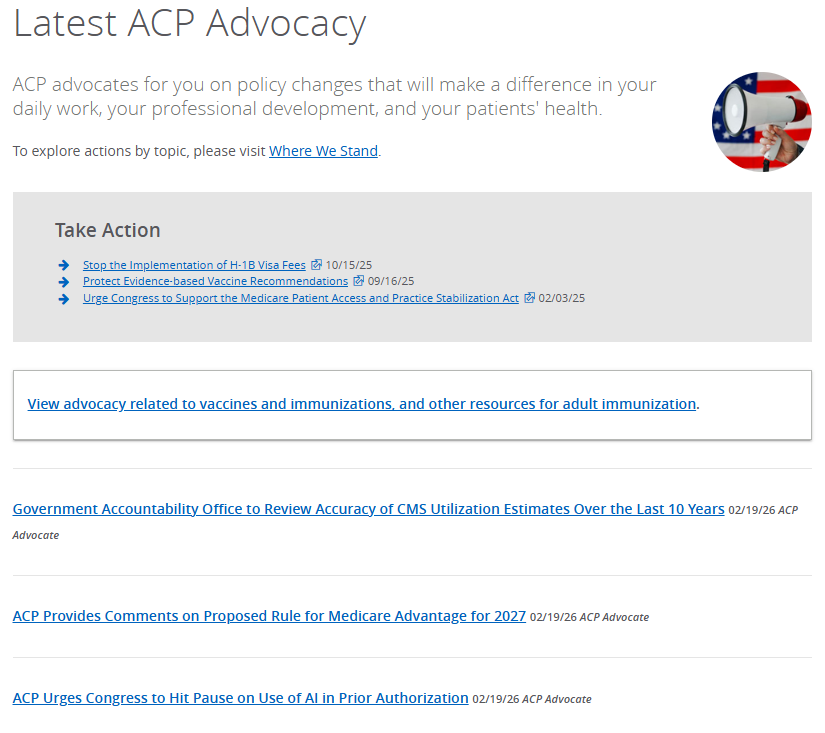 Latest ACP Advocacy
ACP advocates for you on policy changes that will make a difference in your
daily work, your professional development, and your patients' health.
To explore actions by topic, please visit Where We Stand.
Take Action
Stop the Implementation of H-1B Visa Fees 10/15/25
Protect Evidence-based Vaccine Recommendations 09/16/25
Urge Congress to Support the Medicare Patient Access and Practice Stabilization Act 02/03/25
View advocacy related to vaccines and immunizations, and other resources for adult immunization.
Government Accountability Office to Review Accuracy of CMS Utilization Estimates Over the Last 10 Years 02/19/26 ACP
Advocate
ACP Provides Comments on Proposed Rule for Medicare Advantage for 2027 02/19/26 ACP Advocate
ACP Urges Congress to Hit Pause on Use of AI in Prior Authorization 02/19/26 ACP Advocate